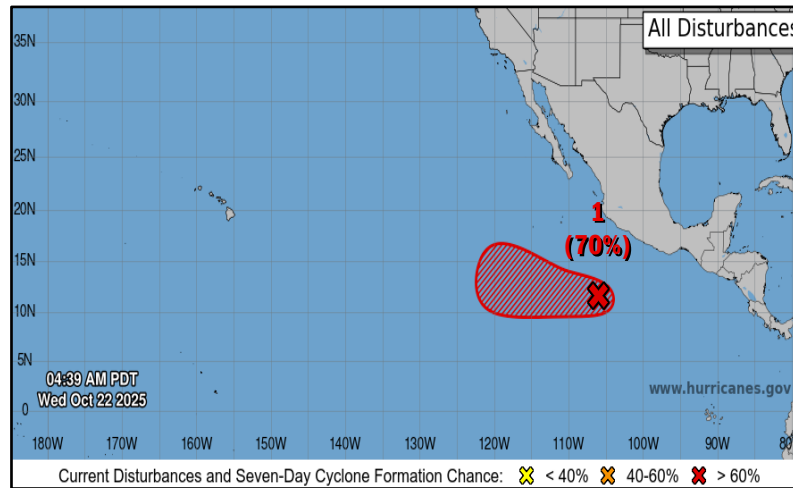 All Disturbances
35N
30N
25N
20N
1
(70%)
15N
10N
5N
04:39 AM PDT
Wed Oct 22 2025
www.hurricanes.gov
0
180W 170W 160W 150W 140W 130W 120W 110W 100W 90W 80
Current Disturbances and Seven-Day Cyclone Formation Chance: < 40% 40-60% > 60%